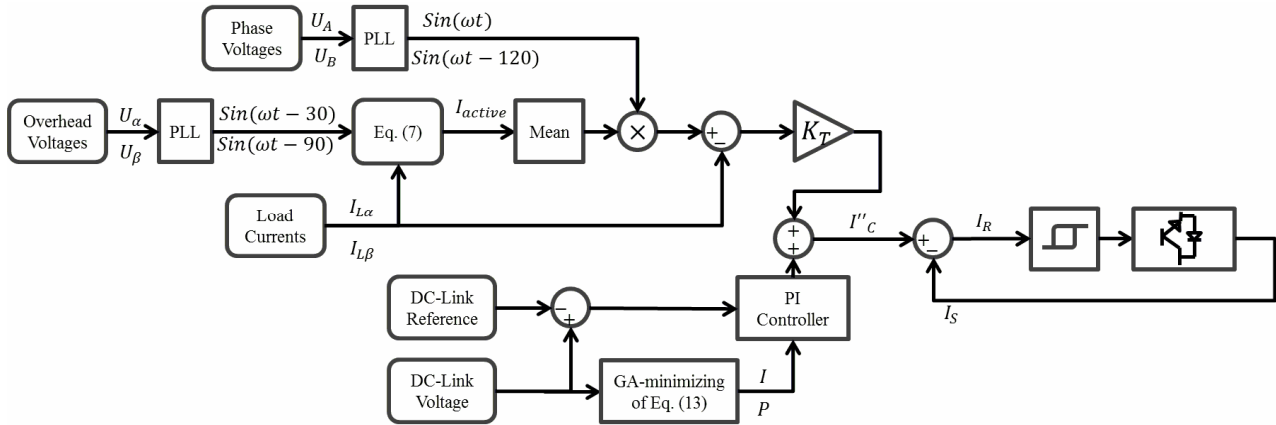 Phase
Voltages
U_A
U_B
PLL
Sin(ωt)
Sin(ωt − 120)
Overhead
Voltages
U_α
U_β
PLL
Sin(ωt − 30)
Sin(ωt − 90)
Eq. (7)
I_active
Mean
×
+
−
K_T
Load
Currents
I_Lα
I_Lβ
+
+
I''_C
+
−
I_R
I_S
DC-Link
Reference
−
+
PI
Controller
DC-Link
Voltage
GA-minimizing
of Eq. (13)
I
P